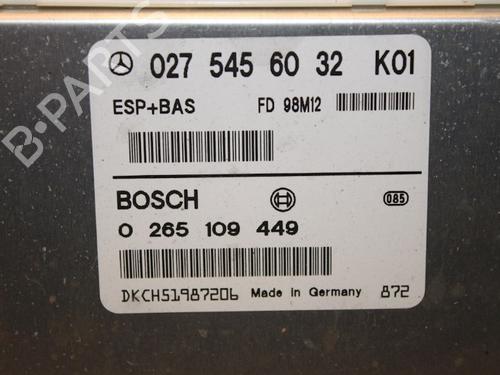 027 545 60 32 K01
ESP+BAS FD 98M12
BOSCH 085
0 265 109 449
DKCH51987206 Made in Germany 872
B-PARTS